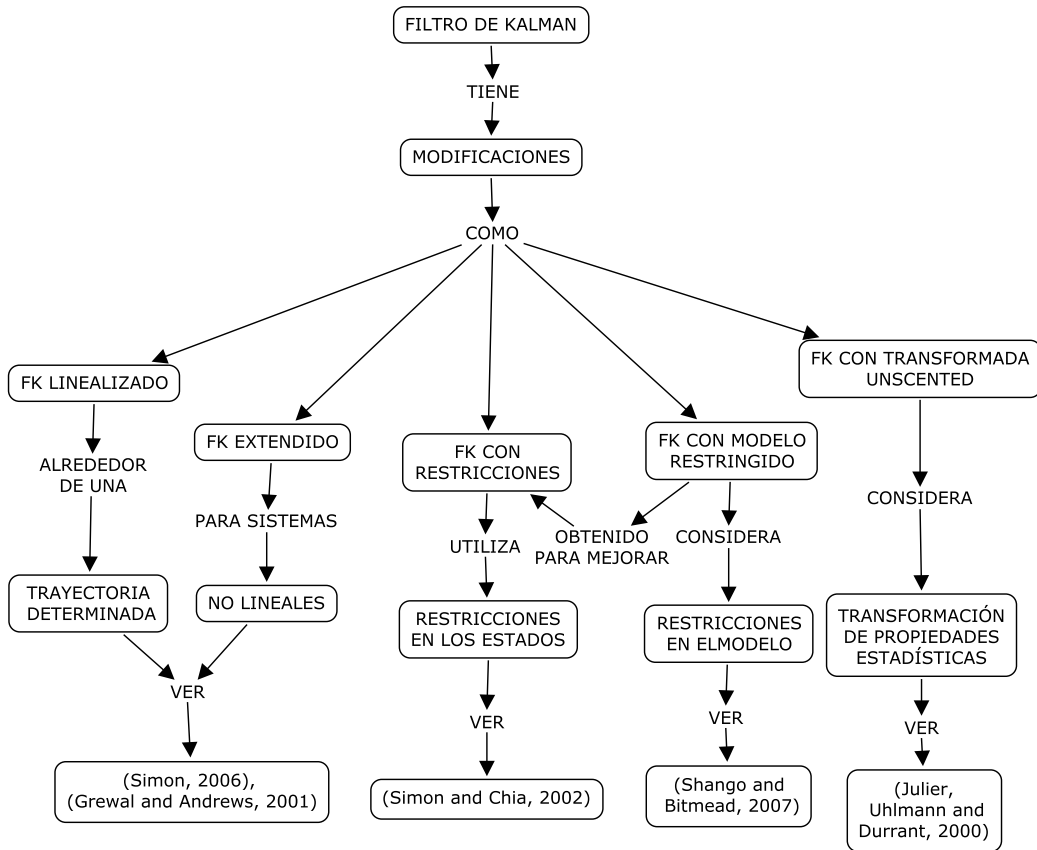 FILTRO DE KALMAN
TIENE
MODIFICACIONES
COMO
FK LINEALIZADO
ALREDEDOR
DE UNA
TRAYECTORIA
DETERMINADA
FK EXTENDIDO
PARA SISTEMAS
NO LINEALES
VER
(Simon, 2006),
(Grewal and Andrews, 2001)
FK CON
RESTRICCIONES
UTILIZA
RESTRICCIONES
EN LOS ESTADOS
VER
(Simon and Chia, 2002)
FK CON MODELO
RESTRINGIDO
OBTENIDO
PARA MEJORAR
CONSIDERA
RESTRICCIONES
EN ELMODELO
VER
(Shango and
Bitmead, 2007)
FK CON TRANSFORMADA
UNSCENTED
CONSIDERA
TRANSFORMACIÓN
DE PROPIEDADES
ESTADÍSTICAS
VER
(Julier,
Uhlmann and
Durrant, 2000)